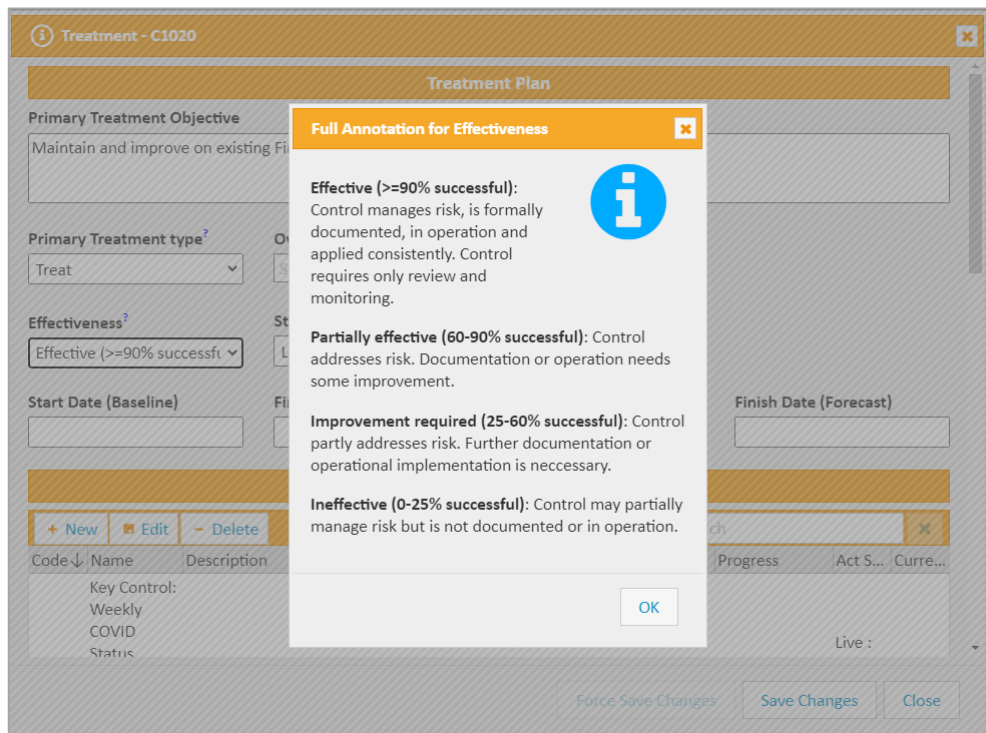 Treatment - C1020
Treatment Plan
Primary Treatment Objective
Maintain and improve on existing
Full Annotation for Effectiveness
Effective (>=90% successful):
Control manages risk, is formally
documented, in operation and
applied consistently. Control
requires only review and
monitoring.
Partially effective (60-90% successful): Control
addresses risk. Documentation or operation needs
some improvement.
Improvement required (25-60% successful): Control
partly addresses risk. Further documentation or
operational implementation is neccessary.
Ineffective (0-25% successful): Control may partially
manage risk but is not documented or in operation.
OK
Primary Treatment type?
Treat
Effectiveness?
Effective (>=90% successfu
Start Date (Baseline)
Finish Date (Forecast)
+ New Edit - Delete
Code↓ Name Description Progress Act S... Curre...
Key Control:
Weekly
COVID
Status
Live :
Force Save Changes Save Changes Close